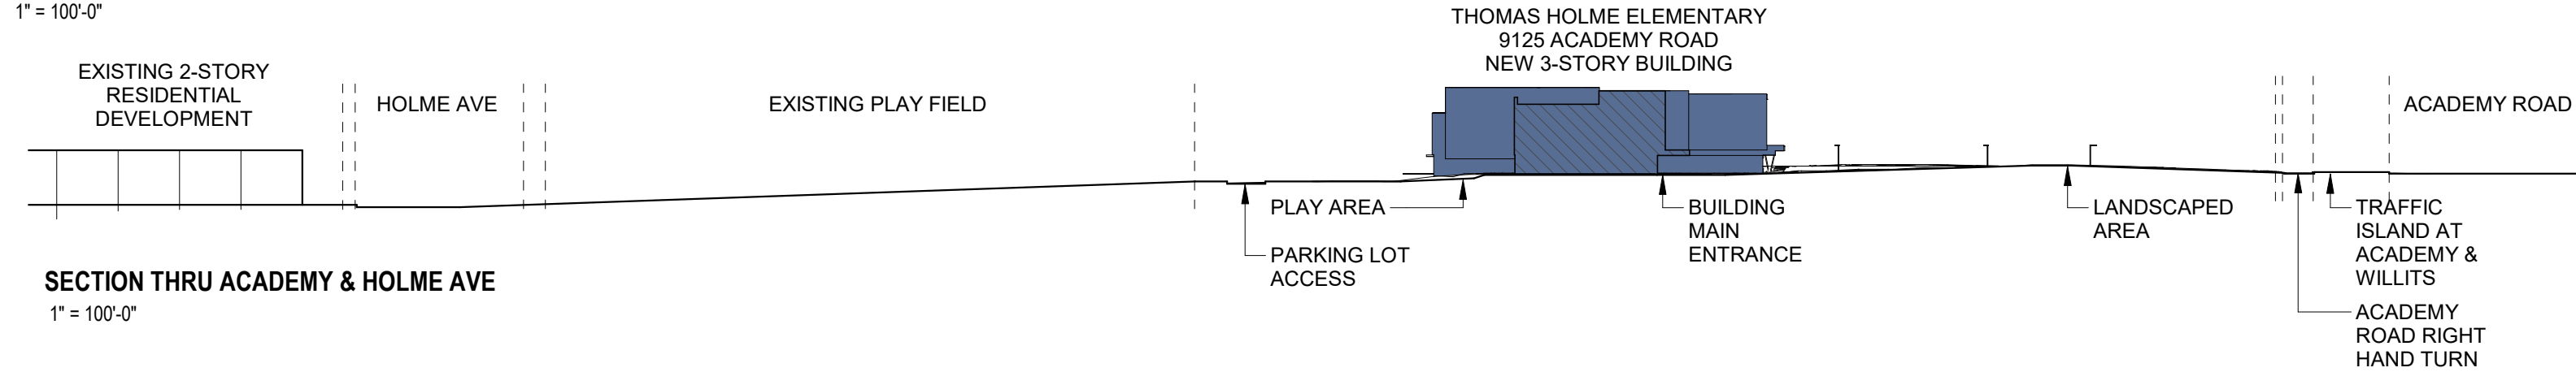 1" = 100'-0"
EXISTING 2-STORY
RESIDENTIAL
DEVELOPMENT
HOLME AVE
EXISTING PLAY FIELD
THOMAS HOLME ELEMENTARY
9125 ACADEMY ROAD
NEW 3-STORY BUILDING
ACADEMY ROAD
PLAY AREA
PARKING LOT
ACCESS
BUILDING
MAIN
ENTRANCE
LANDSCAPED
AREA
TRAFFIC
ISLAND AT
ACADEMY &
WILLITS
ACADEMY
ROAD RIGHT
HAND TURN
SECTION THRU ACADEMY & HOLME AVE
1" = 100'-0"